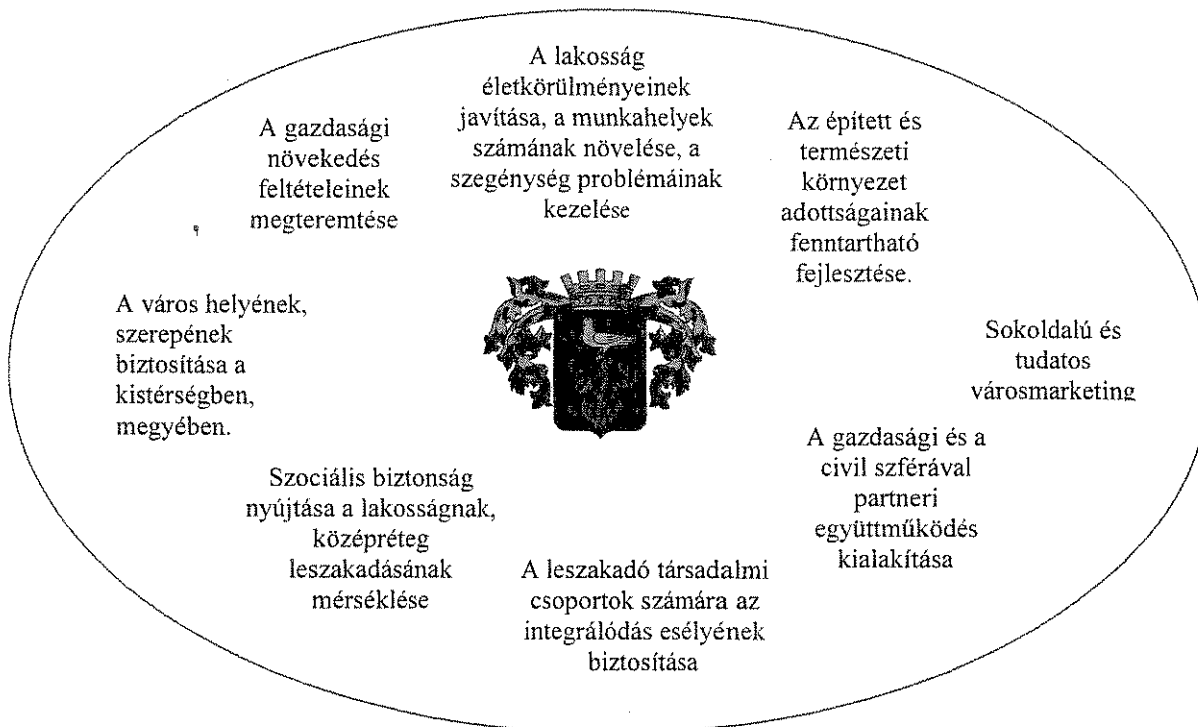 A lakosság
életkörülményeinek
javítása, a munkahelyek
számának növelése, a
szegénység problémáinak
kezelése
A gazdasági
növekedés
feltételeinek
megteremtése
Az épített és
természeti
környezet
adottságainak
fenntartható
fejlesztése.
A város helyének,
szerepének
biztosítása a
kistérségben,
megyében.
Sokoldalú és
tudatos
városmarketing
A gazdasági és a
civil szférával
partneri
együttműködés
kialakítása
Szociális biztonság
nyújtása a lakosságnak,
középréteg
leszakadásának
mérséklése
A leszakadó társadalmi
csoportok számára az
integrálódás esélyének
biztosítása